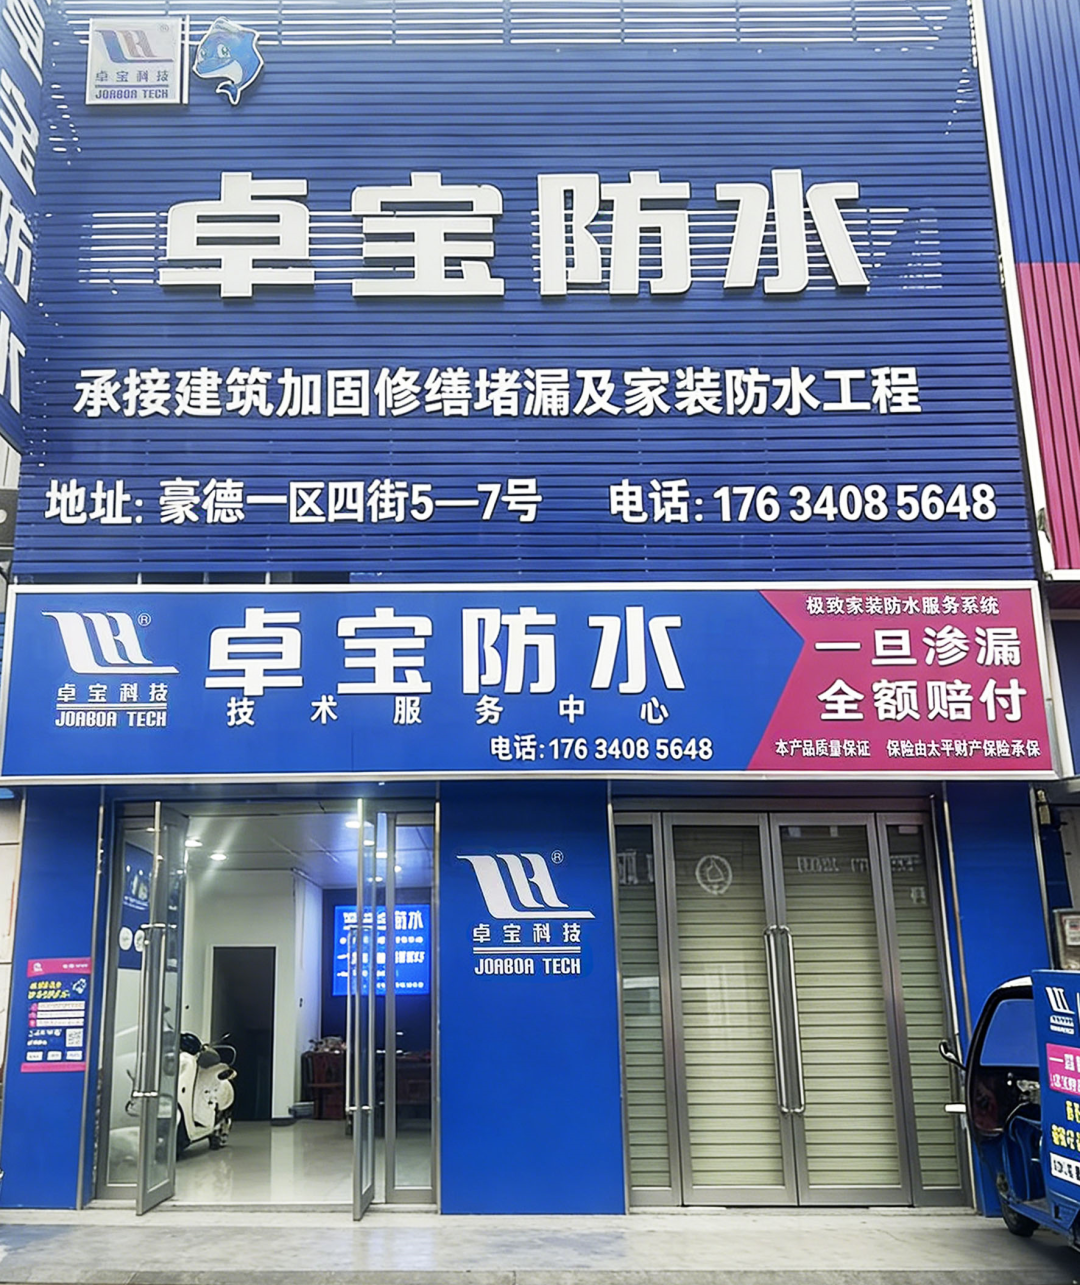 卓宝科技
JOABOA TECH
卓宝防水
卓宝防水
承接建筑加固修缮堵漏及家装防水工程
地址：豪德一区四街5—7号
电话：176 3408 5648
®
卓宝科技
JOABOA TECH
卓宝防水
技术服务中心
电话：176 3408 5648
极致家装防水服务系统
一旦渗漏
全额赔付
本产品质量保证 保险由太平财产保险承保
®
卓宝科技
JOABOA TECH